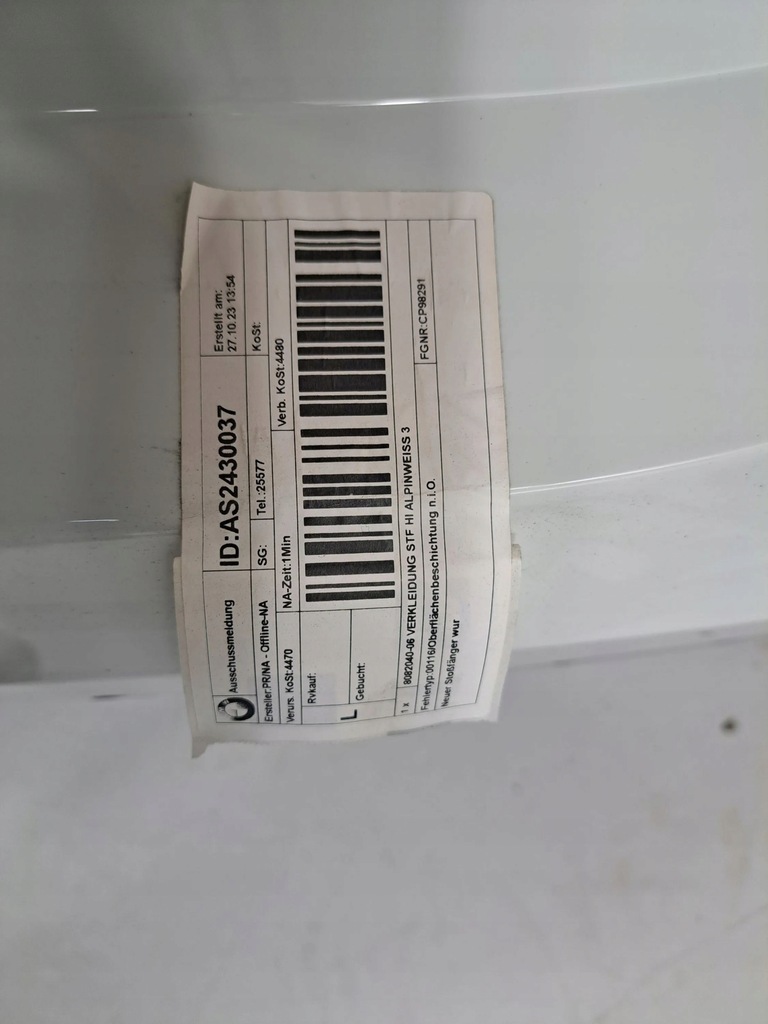 Ausschussmeldung
ID:AS2430037
Erstellt am:
27.10.23 13:54
Ersteller:PR/NA - Offline-NA
SG:
Tel.:25577
KoSt:
Verurs. KoSt:4470
NA-Zeit:1Min
Verb. KoSt:4480
Rvkauf:
L
Gebucht:
1 x
8082040-06 VERKLEIDUNG STF HI ALPINWEISS 3
Fehlertyp:00116/Oberflächenbeschichtung n.i.O.
FGNR:CP98291
Neuer Stoßfänger wur